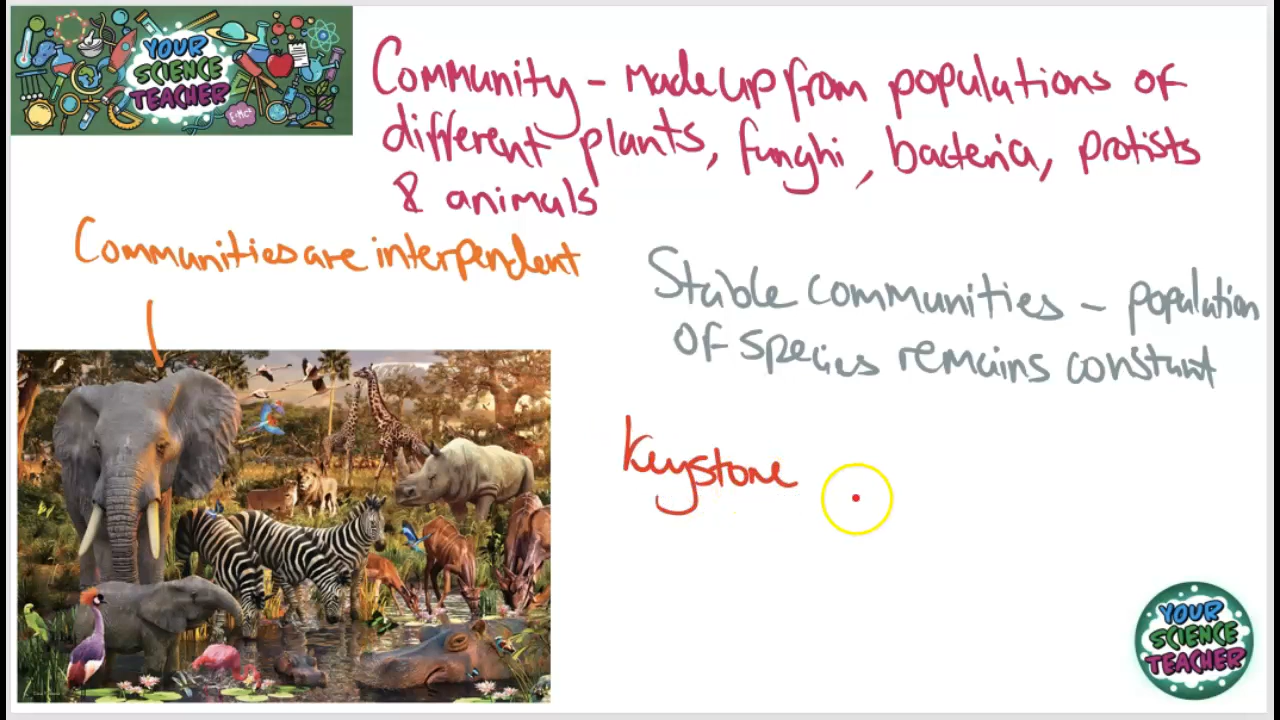 YOUR
SCIENCE
TEACHER
E=MC²
Community - Made up from populations of
different plants, funghi, bacteria, protists
& animals
Communities are interpendent
Stable communities - population
of species remains constant
Keystone
YOUR
SCIENCE
TEACHER